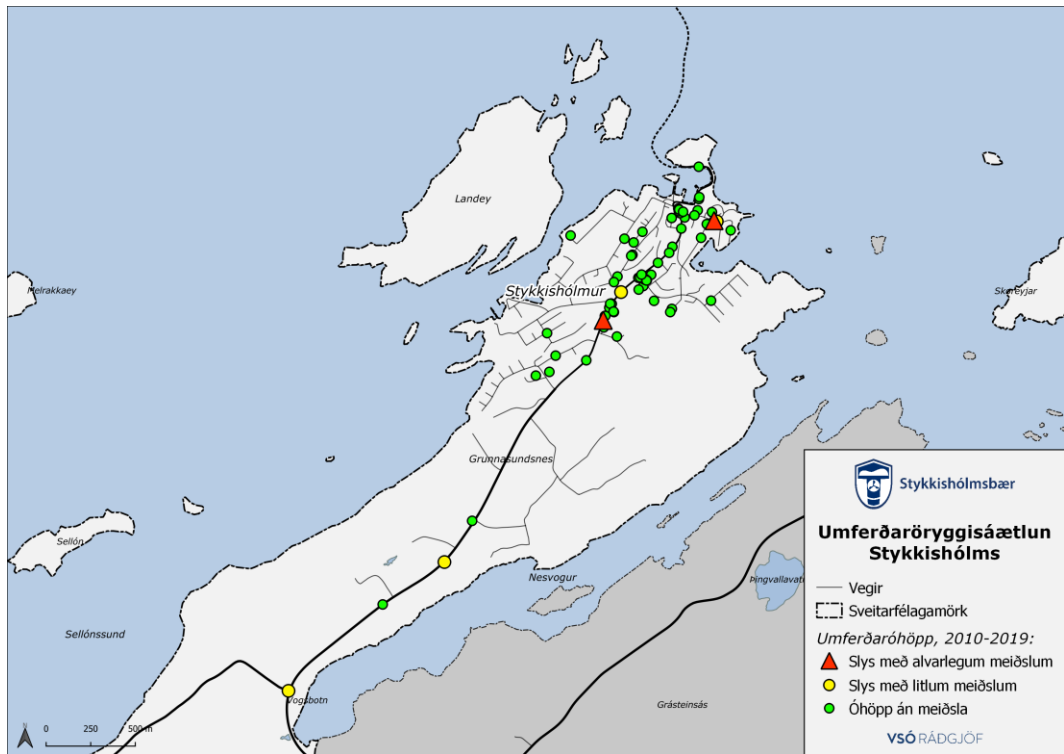 Landey
Melrakkaey
Stykkishólmur
Skoreyjar
Grunnasundsnes
Sellón
Nesvogur
Þingvallavatn
Sellónssund
Vogsbotn
Grásteinsás
0 250 500 m
Stykkishólmsbær
Umferðaröryggisáætlun
Stykkishólms
Vegir
Sveitarfélagamörk
Umferðaróhöpp, 2010-2019:
Slys með alvarlegum meiðslum
Slys með litlum meiðslum
Óhöpp án meiðsla
VSÓ RÁÐGJÖF